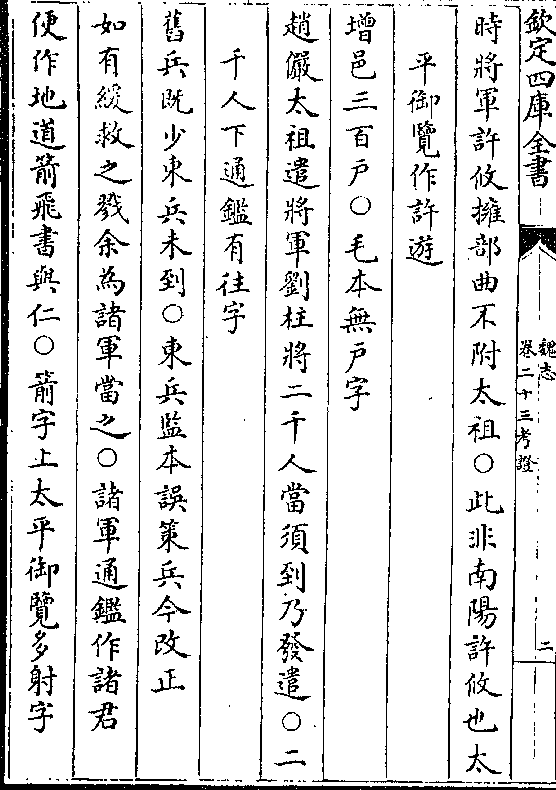 欽定四庫全書
魏志
卷二十三考證
二
時將軍許攸擁部曲不附太祖○此非南陽許攸也太
平御覽作許遊
增邑三百戶○毛本無戶字
趙儼太祖遣將軍劉柱將二千人當須到乃發遣○二
千人下通鑑有往字
舊兵既少東兵未到○東兵監本誤策兵今改正
如有緩救之戮余為諸軍當之○諸軍通鑑作諸君
便作地道箭飛書與仁○箭字上太平御覽多射字